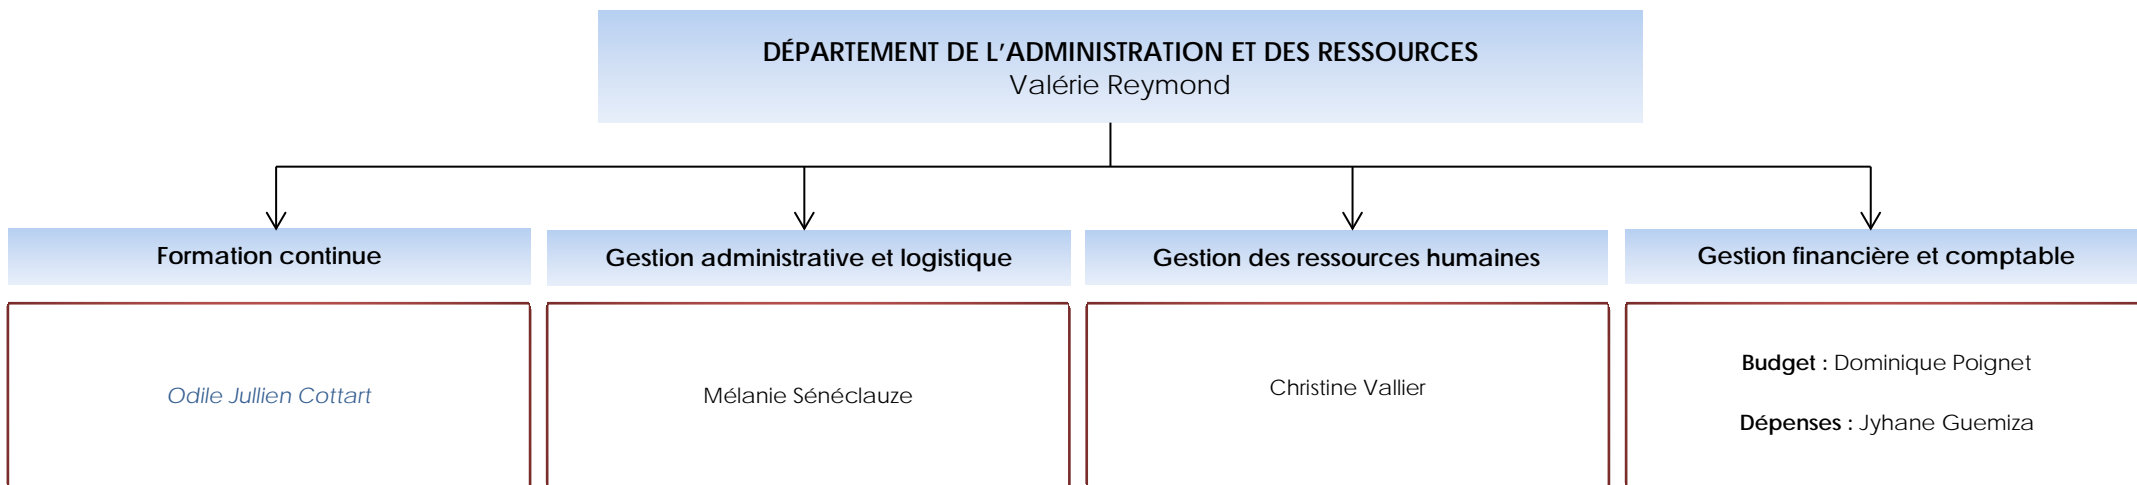 DÉPARTEMENT DE L’ADMINISTRATION ET DES RESSOURCES
Valérie Reymond
Formation continue
Gestion administrative et logistique
Gestion des ressources humaines
Gestion financière et comptable
Odile Jullien Cottart
Mélanie Sénéclauze
Christine Vallier
Budget : Dominique Poignet
Dépenses : Jyhane Guemiza